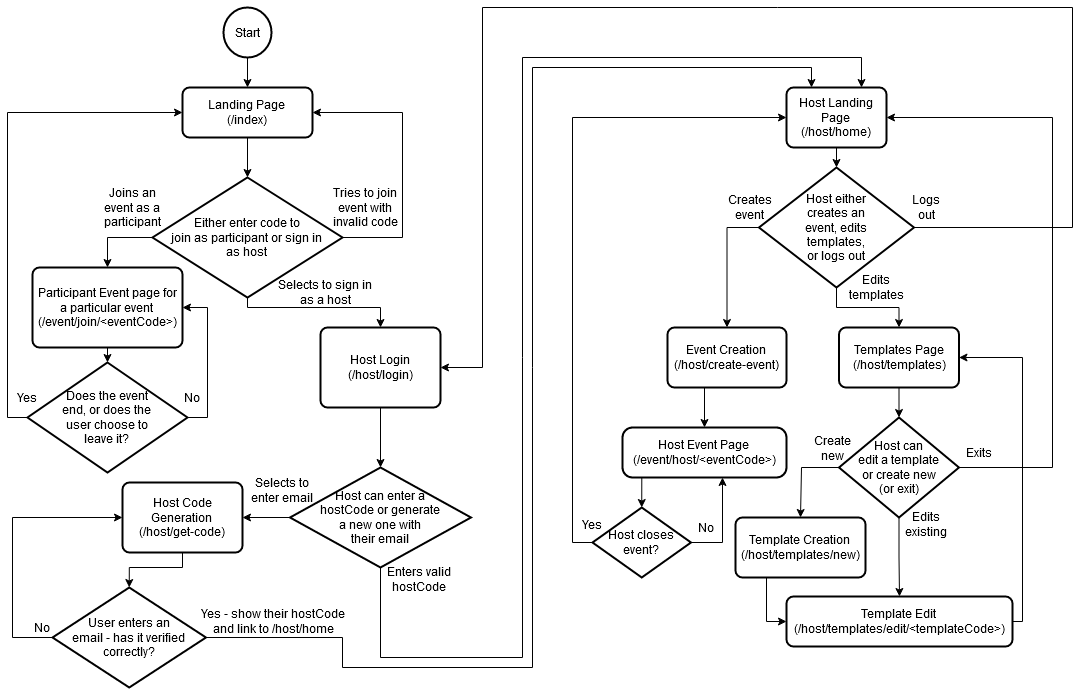 Start
Landing Page
(/index)
Joins an
event as a
participant
Either enter code to
join as participant or sign in
as host
Tries to join
event with
invalid code
Participant Event page for
a particular event
(/event/join/<eventCode>)
Yes
Does the event
end, or does the
user choose to
leave it?
No
Selects to sign in
as a host
Host Login
(/host/login)
Selects to
enter email
Host can enter a
hostCode or generate
a new one with
their email
Host Code
Generation
(/host/get-code)
Enters valid
hostCode
No
User enters an
email - has it verified
correctly?
Yes - show their hostCode
and link to /host/home
Host Landing
Page
(/host/home)
Creates
event
Host either
creates an
event, edits
templates,
or logs out
Logs
out
Edits
templates
Event Creation
(/host/create-event)
Host Event Page
(/event/host/<eventCode>)
Yes
Host closes
event?
No
Templates Page
(/host/templates)
Create
new
Host can
edit a template
or create new
(or exit)
Exits
Edits
existing
Template Creation
(/host/templates/new)
Template Edit
(/host/templates/edit/<templateCode>)